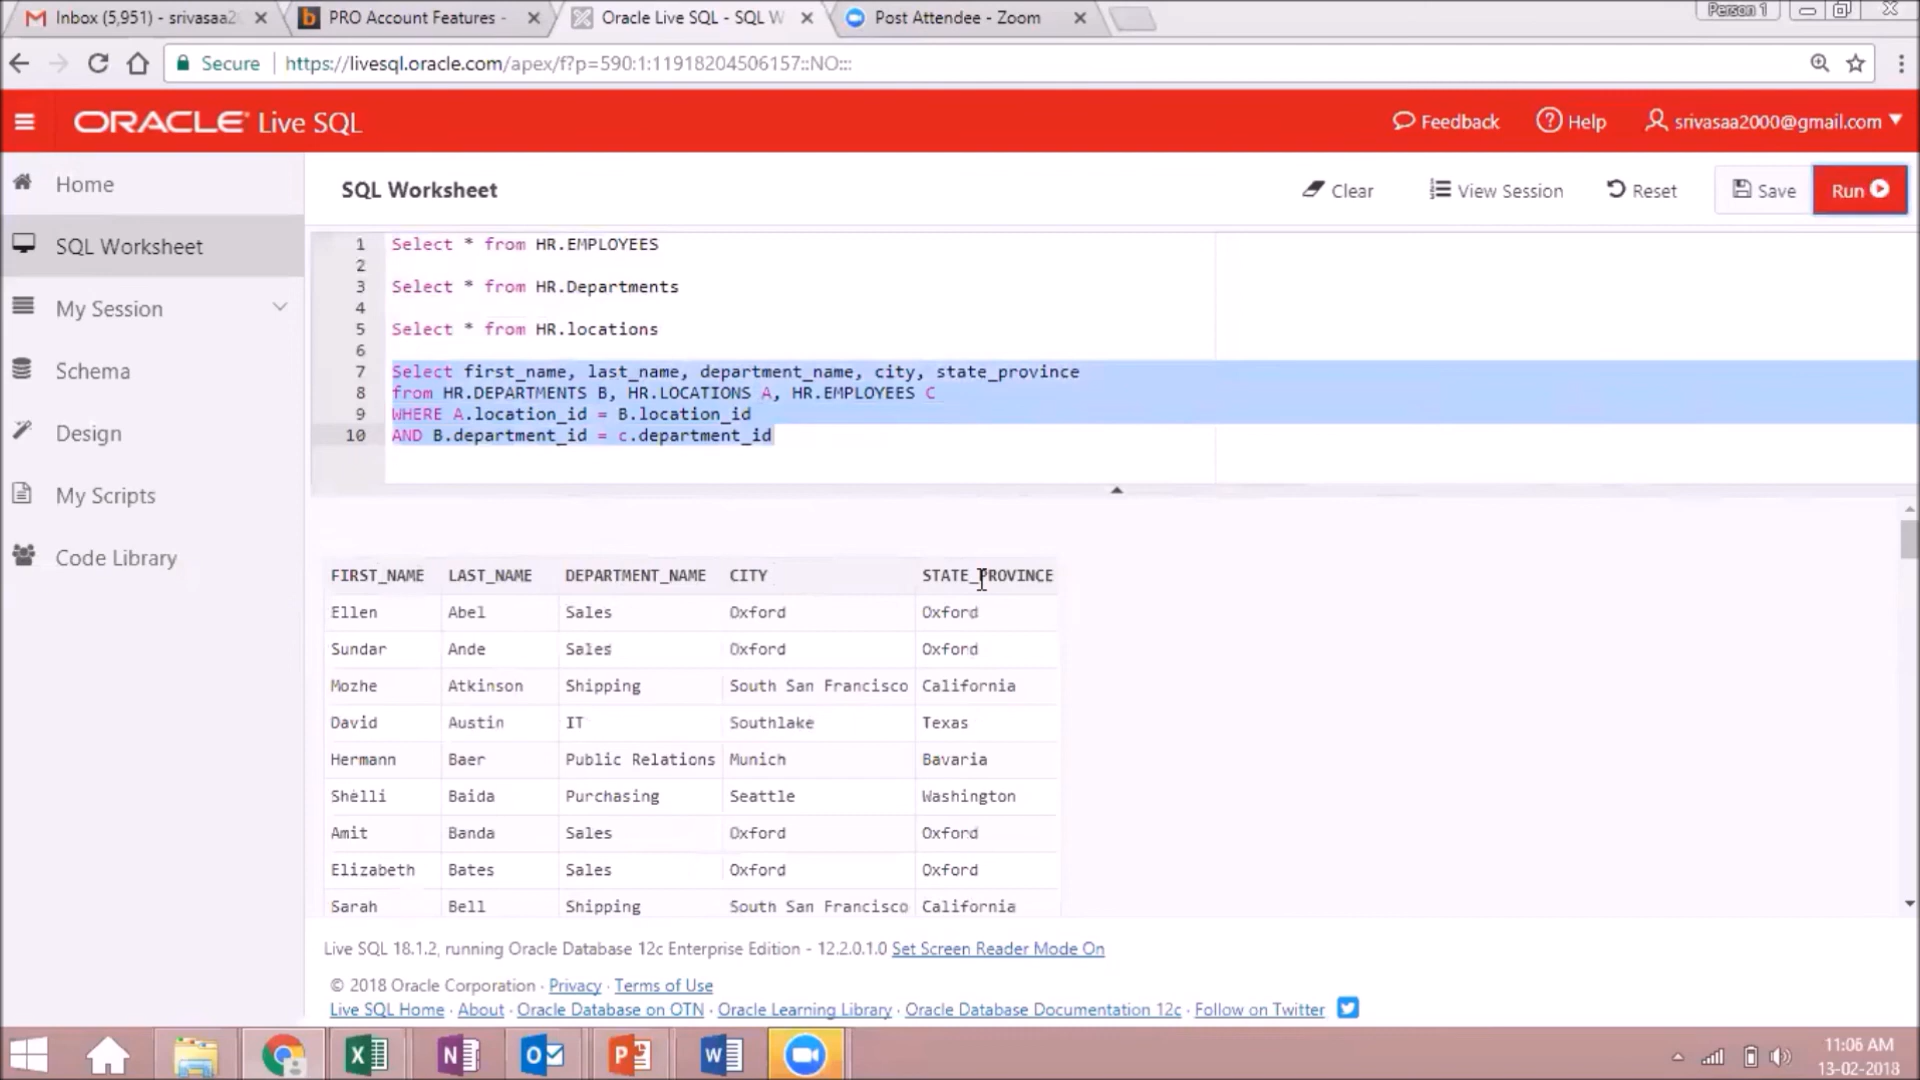 Inbox (5,951) - srivasaa2 PRO Account Features - Oracle Live SQL - SQL W Post Attendee - Zoom Person 1
Secure https://livesql.oracle.com/apex/f?p=590:1:11918204506157::NO:::
ORACLE Live SQL Feedback Help srivasaa2000@gmail.com
Home
SQL Worksheet
My Session
Schema
Design
My Scripts
Code Library
SQL Worksheet Clear View Session Reset Save Run
1 Select * from HR.EMPLOYEES
2
3 Select * from HR.Departments
4
5 Select * from HR.locations
6
7 Select first_name, last_name, department_name, city, state_province
8 from HR.DEPARTMENTS B, HR.LOCATIONS A, HR.EMPLOYEES C
9 WHERE A.location_id = B.location_id
10 AND B.department_id = c.department_id
FIRST_NAME LAST_NAME DEPARTMENT_NAME CITY STATE_PROVINCE
Ellen Abel Sales Oxford Oxford
Sundar Ande Sales Oxford Oxford
Mozhe Atkinson Shipping South San Francisco California
David Austin IT Southlake Texas
Hermann Baer Public Relations Munich Bavaria
Shelli Baida Purchasing Seattle Washington
Amit Banda Sales Oxford Oxford
Elizabeth Bates Sales Oxford Oxford
Sarah Bell Shipping South San Francisco California
Live SQL 18.1.2, running Oracle Database 12c Enterprise Edition - 12.2.0.1.0 Set Screen Reader Mode On
© 2018 Oracle Corporation · Privacy · Terms of Use
Live SQL Home · About · Oracle Database on OTN · Oracle Learning Library · Oracle Database Documentation 12c · Follow on Twitter
11:06 AM
13-02-2018